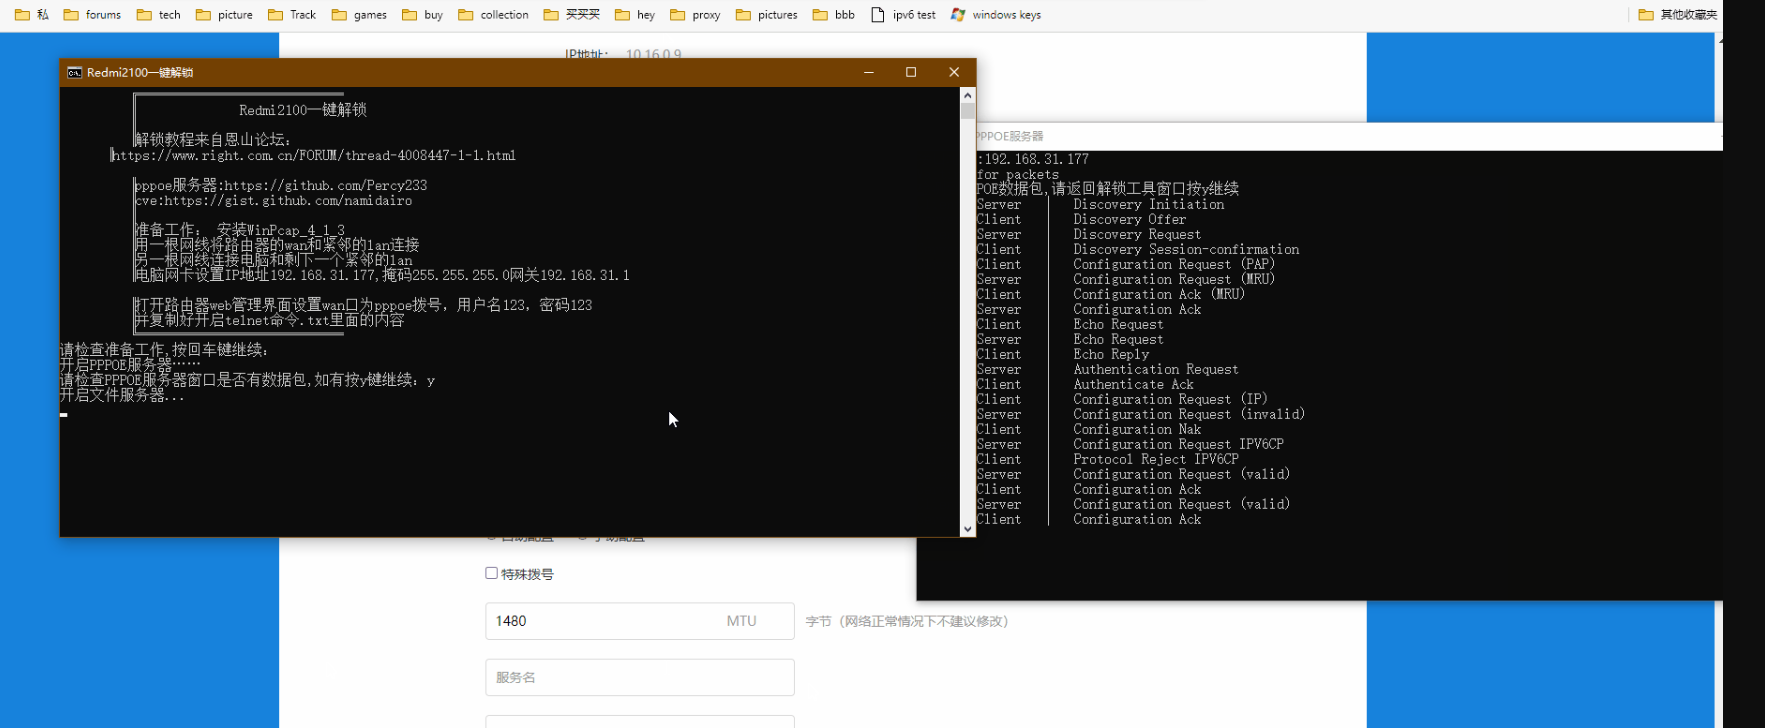 私 forums tech picture Track games buy collection 买买买 hey proxy pictures bbb ipv6 test windows keys 其他收藏夹
IP地址： 10.16.0.9
Redmi2100一键解锁
Redmi2100一键解锁
解锁教程来自恩山论坛：
https://www.right.com.cn/FORUM/thread-4008447-1-1.html
pppoe服务器:https://github.com/Percy233
cve:https://gist.github.com/namidairo
准备工作： 安装WinPcap_4_1_3
用一根网线将路由器的wan和紧邻的lan连接
另一根网线连接电脑和剩下一个紧邻的lan
电脑网卡设置IP地址192.168.31.177,掩码255.255.255.0网关192.168.31.1
打开路由器web管理界面设置wan口为pppoe拨号，用户名123，密码123
并复制好开启telnet命令.txt里面的内容
请检查准备工作,按回车键继续：
开启PPPOE服务器……
请检查PPPOE服务器窗口是否有数据包,如有按y键继续：y
开启文件服务器...
PPPOE服务器
:192.168.31.177
for packets
POE数据包,请返回解锁工具窗口按y继续
Server Discovery Initiation
Client Discovery Offer
Server Discovery Request
Client Discovery Session-confirmation
Client Configuration Request (PAP)
Server Configuration Request (MRU)
Client Configuration Ack (MRU)
Server Configuration Ack
Client Echo Request
Server Echo Request
Client Echo Reply
Server Authentication Request
Client Authenticate Ack
Client Configuration Request (IP)
Server Configuration Request (invalid)
Client Configuration Nak
Server Configuration Request IPV6CP
Client Protocol Reject IPV6CP
Server Configuration Request (valid)
Client Configuration Ack
Server Configuration Request (valid)
Client Configuration Ack
自动配置 手动配置
特殊拨号
1480 MTU 字节（网络正常情况下不建议修改）
服务名